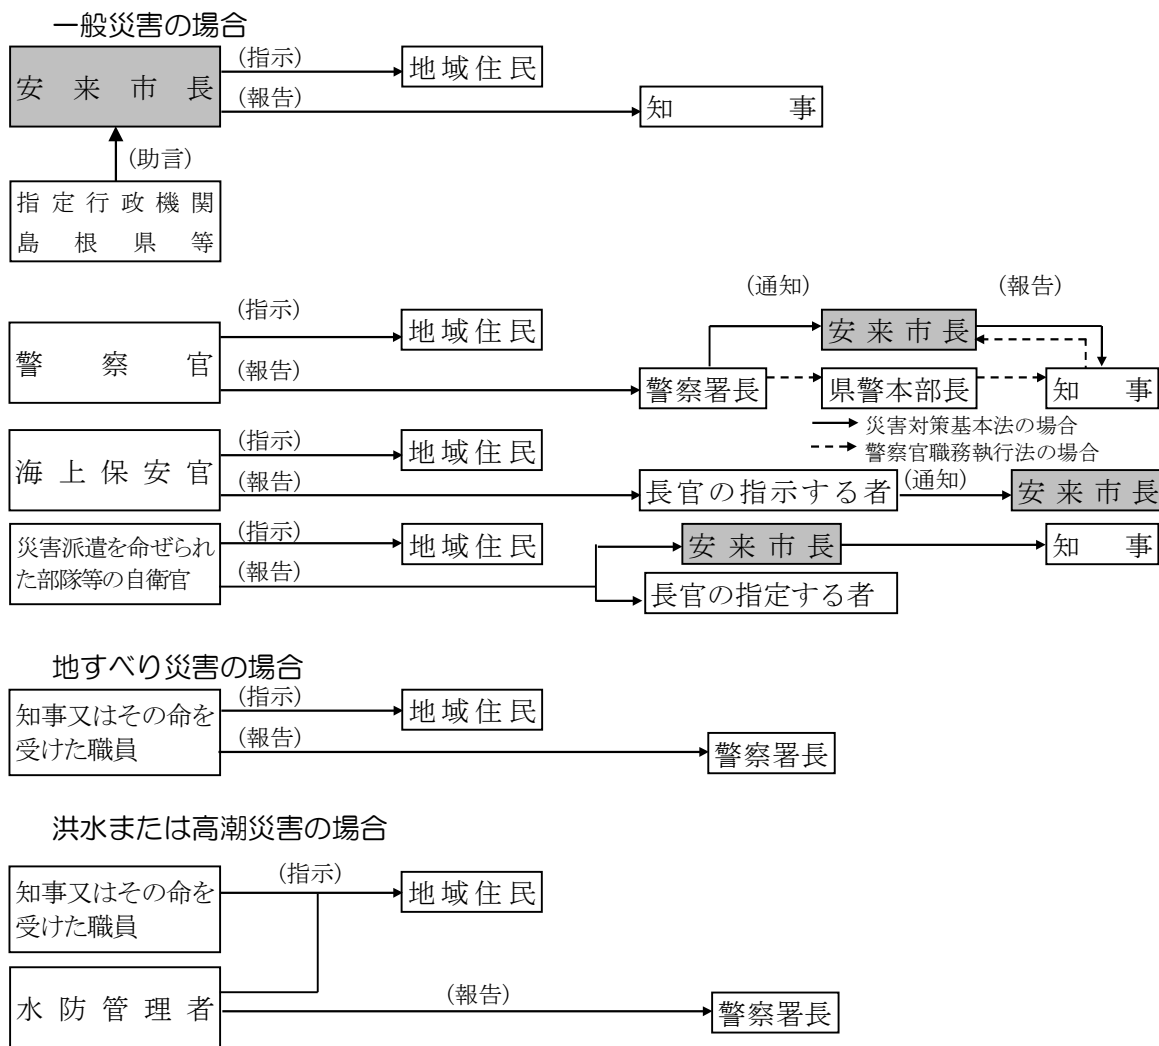 一般災害の場合
安来市長
(指示)
地域住民
(報告)
知事
(助言)
指定行政機関
島根県等
(通知)
(報告)
警察官
(指示)
地域住民
安来市長
(報告)
警察署長
県警本部長
知事
災害対策基本法の場合
警察官職務執行法の場合
海上保安官
(指示)
地域住民
(報告)
長官の指示する者
(通知)
安来市長
災害派遣を命ぜられ
た部隊等の自衛官
(指示)
地域住民
安来市長
知事
(報告)
長官の指定する者
地すべり災害の場合
知事又はその命を
受けた職員
(指示)
地域住民
(報告)
警察署長
洪水または高潮災害の場合
知事又はその命を
受けた職員
(指示)
地域住民
水防管理者
(報告)
警察署長